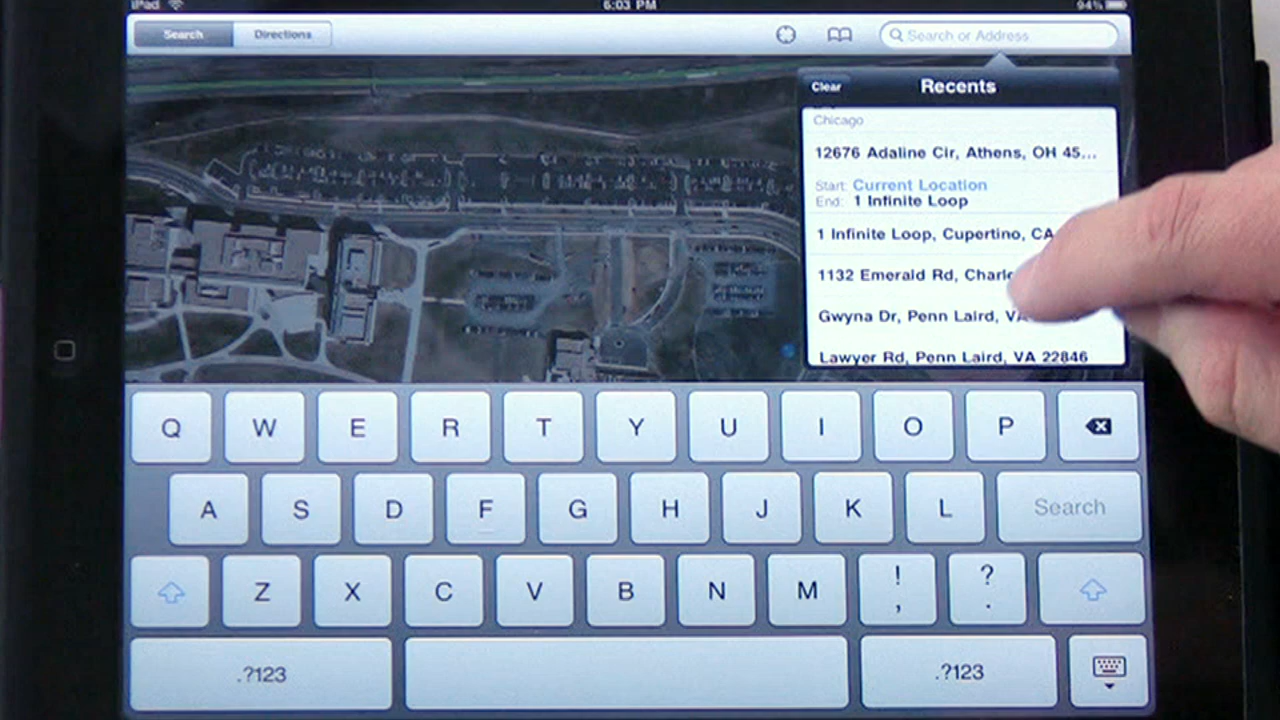 iPad 6:03 PM 94%
Search Directions Search or Address
Clear Recents
Chicago
12676 Adaline Cir, Athens, OH 45...
Start: Current Location
End: 1 Infinite Loop
1 Infinite Loop, Cupertino, CA
1132 Emerald Rd, Charlo
Gwyna Dr, Penn Laird, VA
Lawyer Rd, Penn Laird, VA 22846
Q W E R T Y U I O P
A S D F G H J K L Search
Z X C V B N M ! , ? .
.?123 .?123